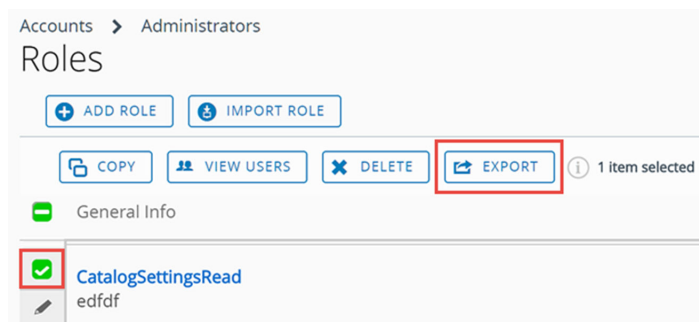 Accounts > Administrators
Roles
ADD ROLE IMPORT ROLE
COPY VIEW USERS DELETE EXPORT i 1 item selected
General Info
CatalogSettingsRead
edfdf